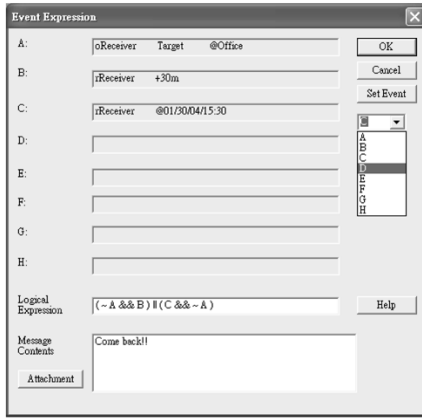 Event Expression
A: oReceiver Target @Office OK
B: rReceiver +30m Cancel
Set Event
C: rReceiver @01/30/04/15:30
D:
E:
F:
G:
H:
A
B
C
D
E
F
G
H
Logical
Expression
( ~ A && B ) || ( C && ~ A ) Help
Message
Contents
Come back!!
Attachment